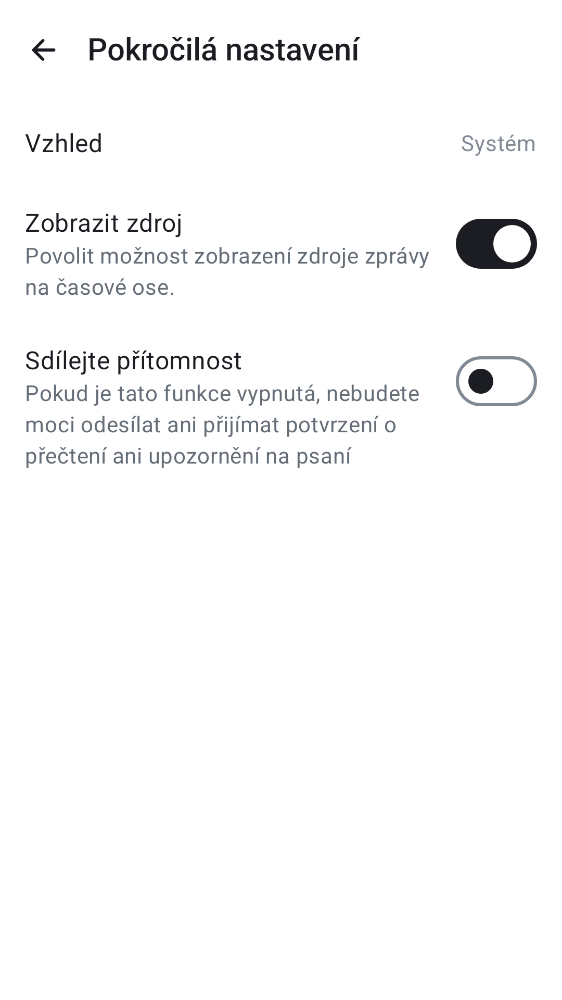 Pokročilá nastavení
Vzhled
Systém
Zobrazit zdroj
Povolit možnost zobrazení zdroje zprávy
na časové ose.
Sdílejte přítomnost
Pokud je tato funkce vypnutá, nebudete
moci odesílat ani přijímat potvrzení o
přečtení ani upozornění na psaní